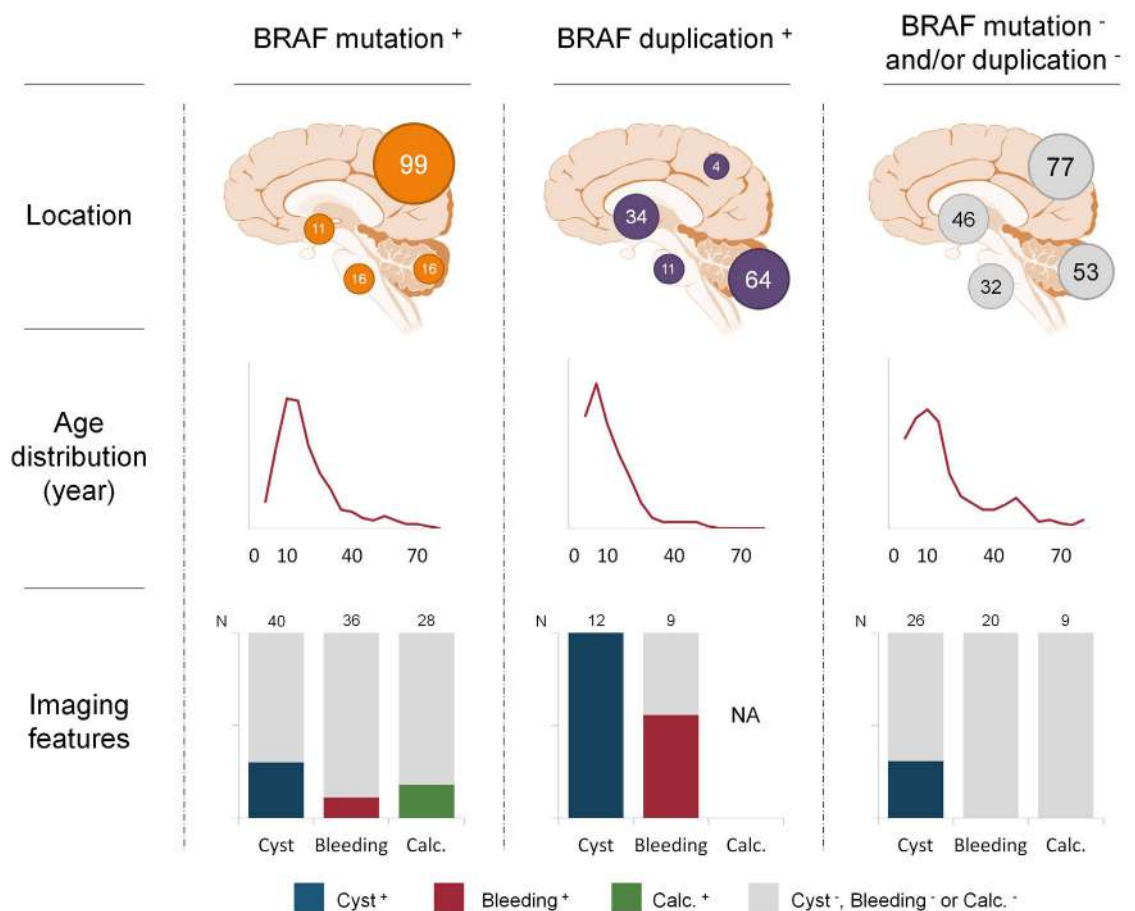 BRAF mutation ⁺
BRAF duplication ⁺
BRAF mutation ⁻
and/or duplication ⁻
Location
99
11
16
16
4
34
11
64
77
46
32
53
Age
distribution
(year)
0 10 40 70
0 10 40 70
0 10 40 70
Imaging
features
N 40 36 28
Cyst Bleeding Calc.
N 12 9
NA
Cyst Bleeding Calc.
N 26 20 9
Cyst Bleeding Calc.
Cyst ⁺ Bleeding ⁺ Calc. ⁺ Cyst ⁻, Bleeding ⁻ or Calc. ⁻